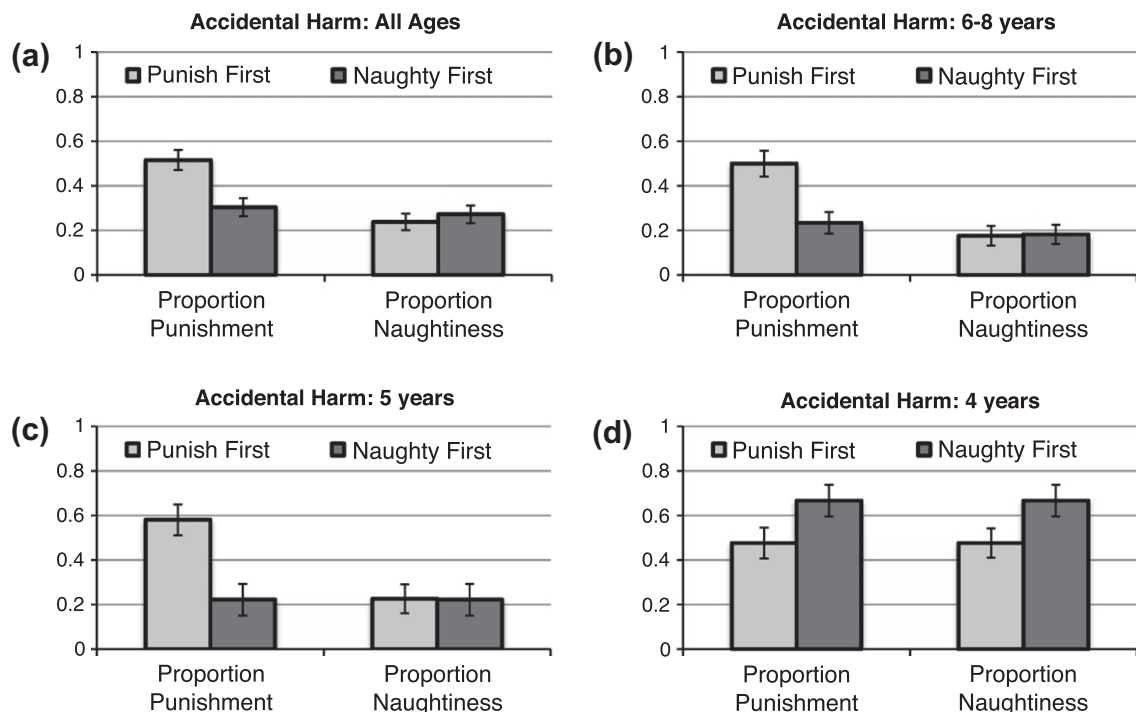 Accidental Harm: All Ages
(a)
1
0.8
0.6
0.4
0.2
0
Punish First
Naughty First
Proportion
Punishment
Proportion
Naughtiness
Accidental Harm: 6-8 years
(b)
1
0.8
0.6
0.4
0.2
0
Punish First
Naughty First
Proportion
Punishment
Proportion
Naughtiness
Accidental Harm: 5 years
(c)
1
0.8
0.6
0.4
0.2
0
Punish First
Naughty First
Proportion
Punishment
Proportion
Naughtiness
Accidental Harm: 4 years
(d)
1
0.8
0.6
0.4
0.2
0
Punish First
Naughty First
Proportion
Punishment
Proportion
Naughtiness